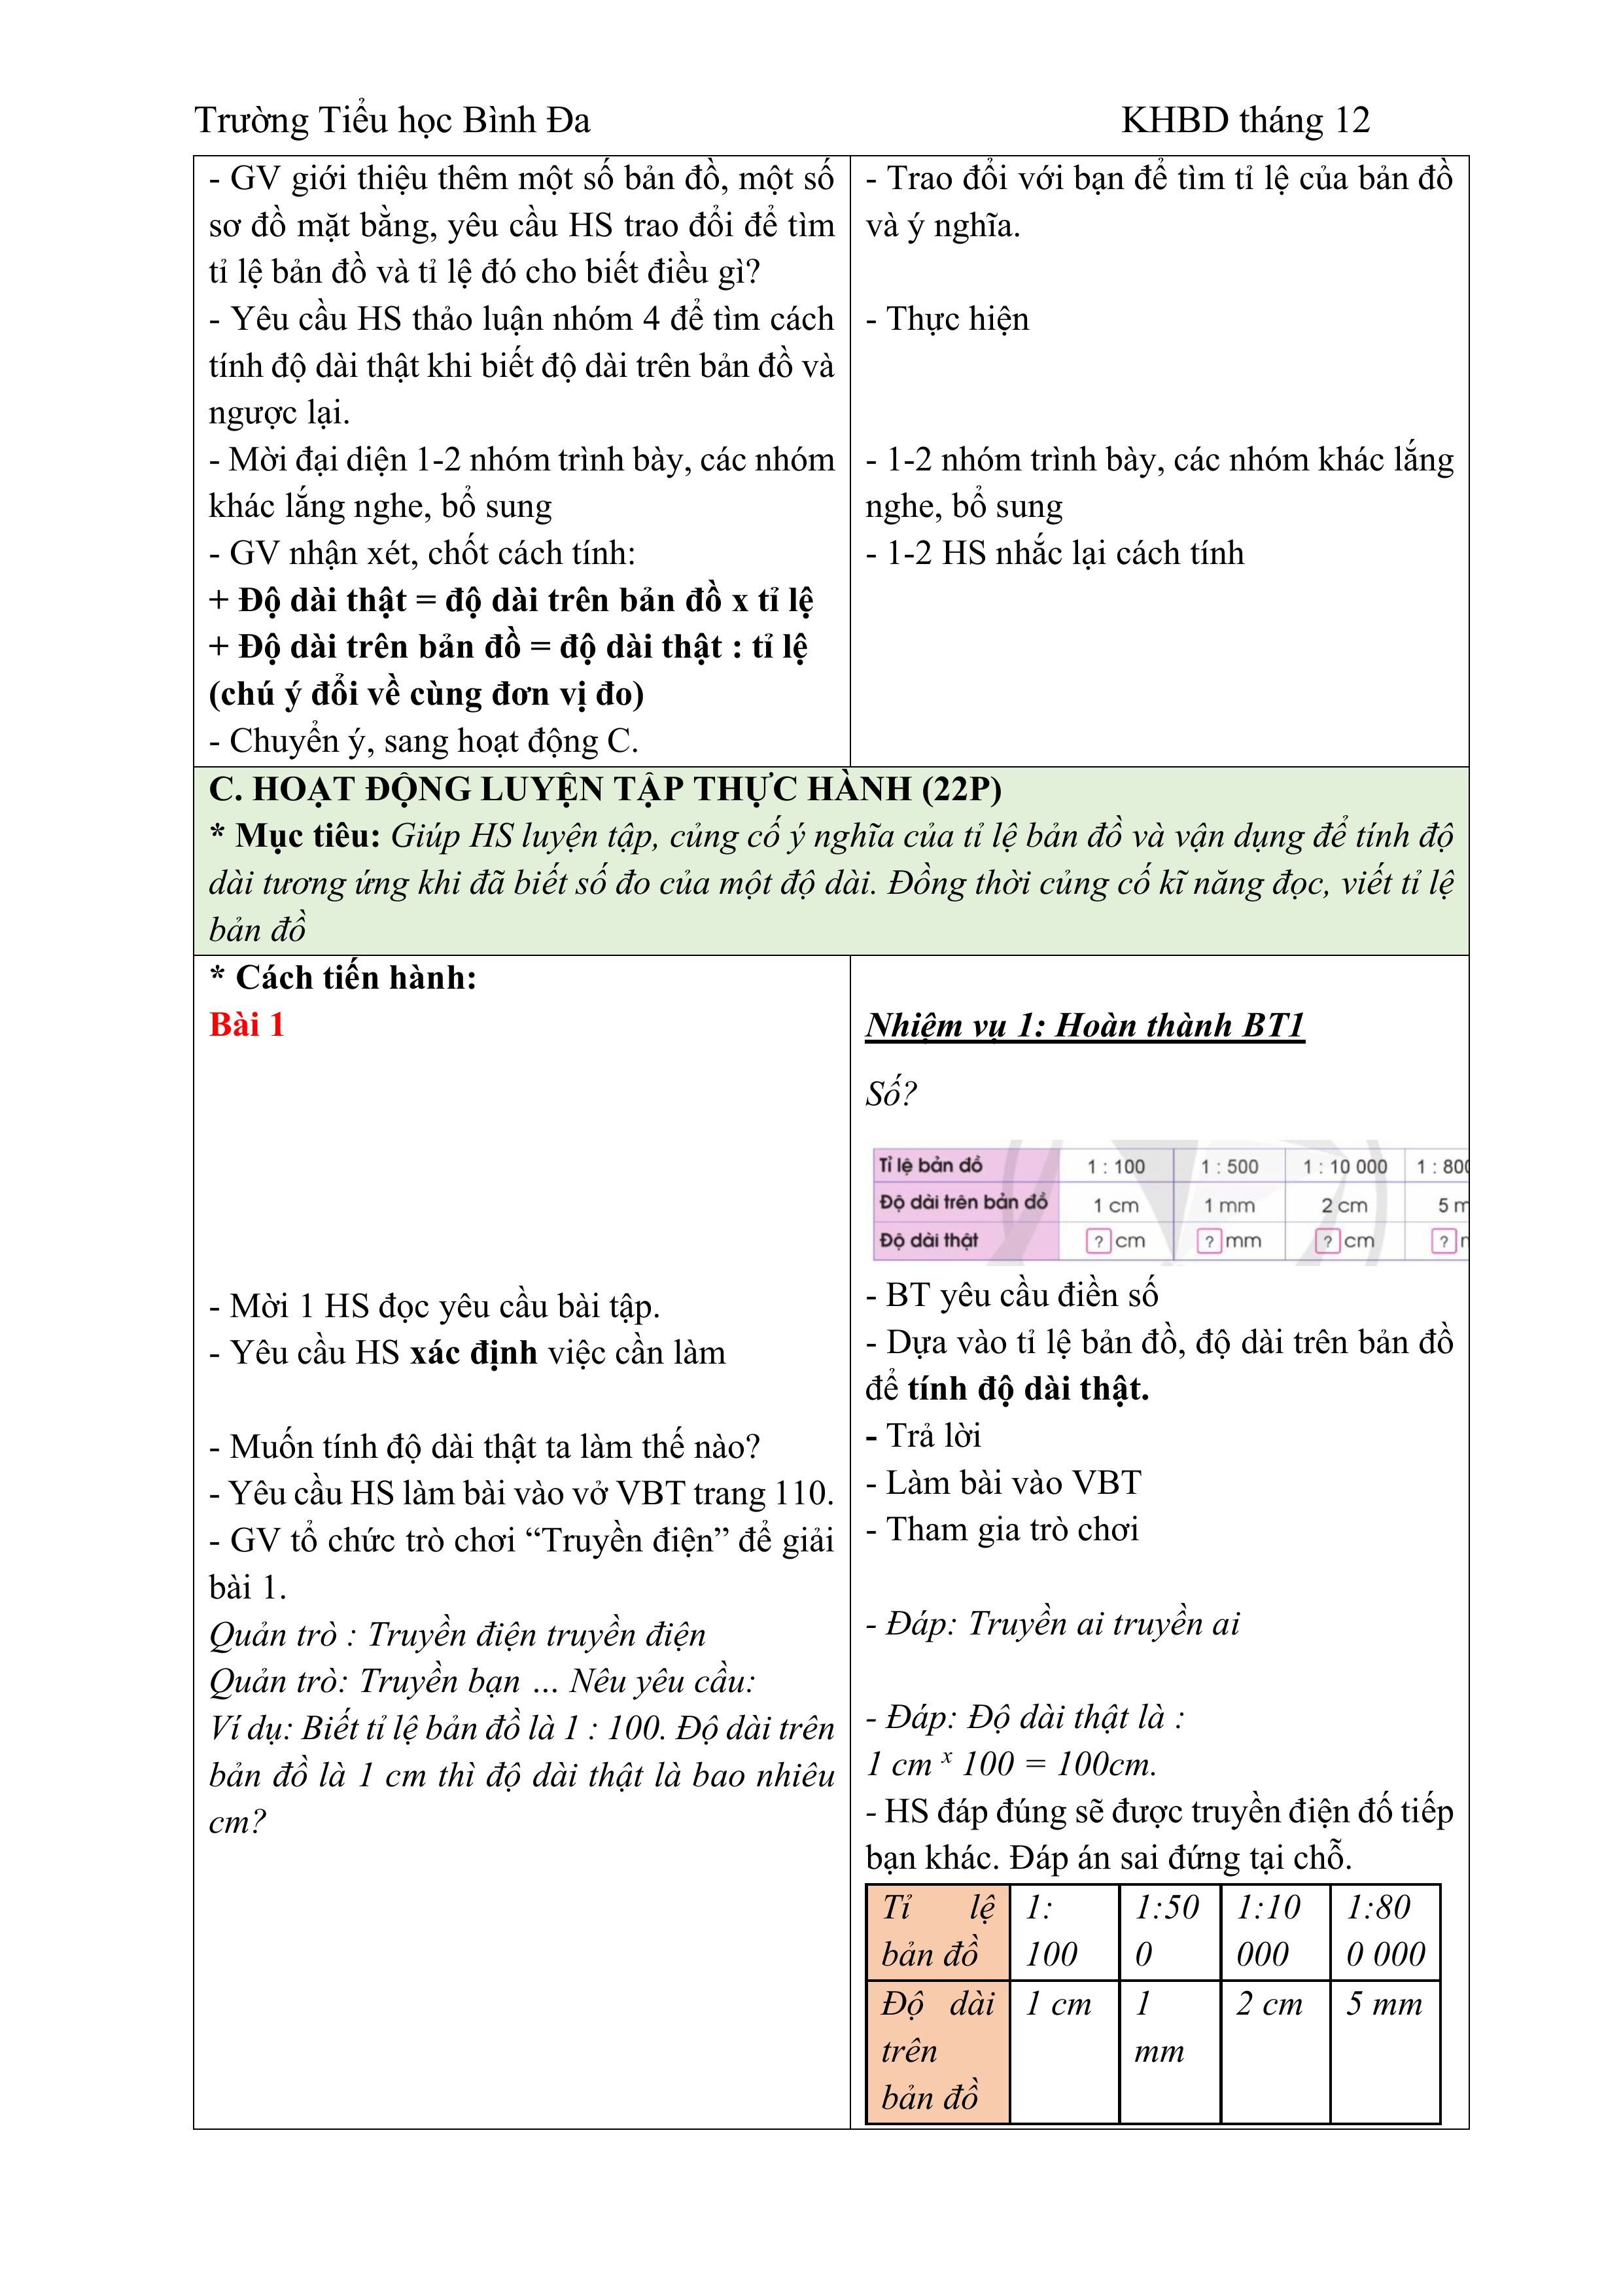 Trường Tiểu học Bình Đa
KHBD tháng 12
- GV giới thiệu thêm một số bản đồ, một số
sơ đồ mặt bằng, yêu cầu HS trao đổi để tìm
tỉ lệ bản đồ và tỉ lệ đó cho biết điều gì?
- Yêu cầu HS thảo luận nhóm 4 để tìm cách
tính độ dài thật khi biết độ dài trên bản đồ và
ngược lại.
- Mời đại diện 1-2 nhóm trình bày, các nhóm
khác lắng nghe, bổ sung
- GV nhận xét, chốt cách tính:
+ Độ dài thật = độ dài trên bản đồ x tỉ lệ
+ Độ dài trên bản đồ = độ dài thật : tỉ lệ
(chú ý đổi về cùng đơn vị đo)
- Chuyển ý, sang hoạt động C.
- Trao đổi với bạn để tìm tỉ lệ của bản đồ
và ý nghĩa.
- Thực hiện
- 1-2 nhóm trình bày, các nhóm khác lắng
nghe, bổ sung
- 1-2 HS nhắc lại cách tính
C. HOẠT ĐỘNG LUYỆN TẬP THỰC HÀNH (22P)
* Mục tiêu: Giúp HS luyện tập, củng cố ý nghĩa của tỉ lệ bản đồ và vận dụng để tính độ
dài tương ứng khi đã biết số đo của một độ dài. Đồng thời củng cố kĩ năng đọc, viết tỉ lệ
bản đồ
* Cách tiến hành:
Bài 1
- Mời 1 HS đọc yêu cầu bài tập.
- Yêu cầu HS xác định việc cần làm
- Muốn tính độ dài thật ta làm thế nào?
- Yêu cầu HS làm bài vào vở VBT trang 110.
- GV tổ chức trò chơi “Truyền điện” để giải
bài 1.
Quản trò : Truyền điện truyền điện
Quản trò: Truyền bạn … Nêu yêu cầu:
Ví dụ: Biết tỉ lệ bản đồ là 1 : 100. Độ dài trên
bản đồ là 1 cm thì độ dài thật là bao nhiêu
cm?
Nhiệm vụ 1: Hoàn thành BT1
Số?
Tỉ lệ bản đồ 1 : 100 1 : 500 1 : 10 000 1 : 800
Độ dài trên bản đồ 1 cm 1 mm 2 cm 5 m
Độ dài thật ? cm ? mm ? cm ?
- BT yêu cầu điền số
- Dựa vào tỉ lệ bản đồ, độ dài trên bản đồ
để tính độ dài thật.
- Trả lời
- Làm bài vào VBT
- Tham gia trò chơi
- Đáp: Truyền ai truyền ai
- Đáp: Độ dài thật là :
1 cm x 100 = 100cm.
- HS đáp đúng sẽ được truyền điện đố tiếp
bạn khác. Đáp án sai đứng tại chỗ.
Tỉ lệ 1: 1:50 1:10 1:80
bản đồ 100 0 000 0 000
Độ dài 1 cm 1 2 cm 5 mm
trên mm
bản đồ